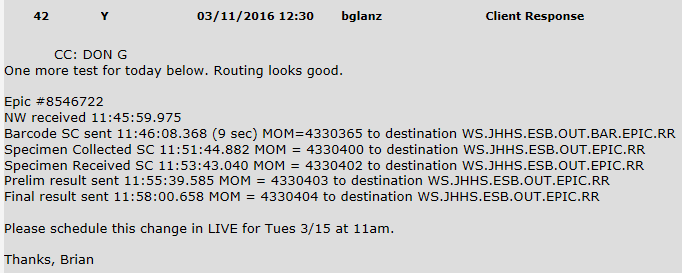 42 Y 03/11/2016 12:30 bglanz Client Response
CC: DON G
One more test for today below. Routing looks good.
Epic #8546722
NW received 11:45:59.975
Barcode SC sent 11:46:08.368 (9 sec) MOM=4330365 to destination WS.JHHS.ESB.OUT.BAR.EPIC.RR
Specimen Collected SC 11:51:44.882 MOM = 4330400 to destination WS.JHHS.ESB.OUT.EPIC.RR
Specimen Received SC 11:53:43.040 MOM = 4330402 to destination WS.JHHS.ESB.OUT.EPIC.RR
Prelim result sent 11:55:39.585 MOM = 4330403 to destination WS.JHHS.ESB.OUT.EPIC.RR
Final result sent 11:58:00.658 MOM = 4330404 to destination WS.JHHS.ESB.OUT.EPIC.RR
Please schedule this change in LIVE for Tues 3/15 at 11am.
Thanks, Brian